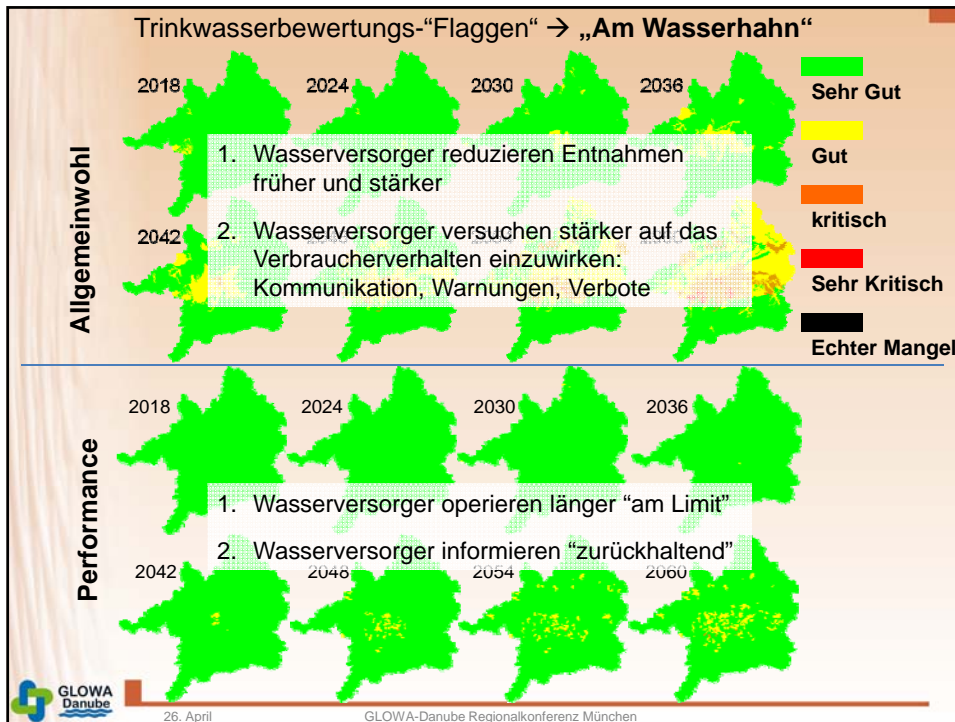 Trinkwasserbewertungs-“Flaggen“ → „Am Wasserhahn“
Allgemeinwohl
2018
2024
2030
2036
1. Wasserversorger reduzieren Entnahmen
früher und stärker
2042
2. Wasserversorger versuchen stärker auf das
Verbraucherverhalten einzuwirken:
Kommunikation, Warnungen, Verbote
Sehr Gut
Gut
kritisch
Sehr Kritisch
Echter Mangel
Performance
2018
2024
2030
2036
1. Wasserversorger operieren länger “am Limit”
2. Wasserversorger informieren “zurückhaltend”
2042
2048
2054
2060
GLOWA
Danube
26. April
GLOWA-Danube Regionalkonferenz München